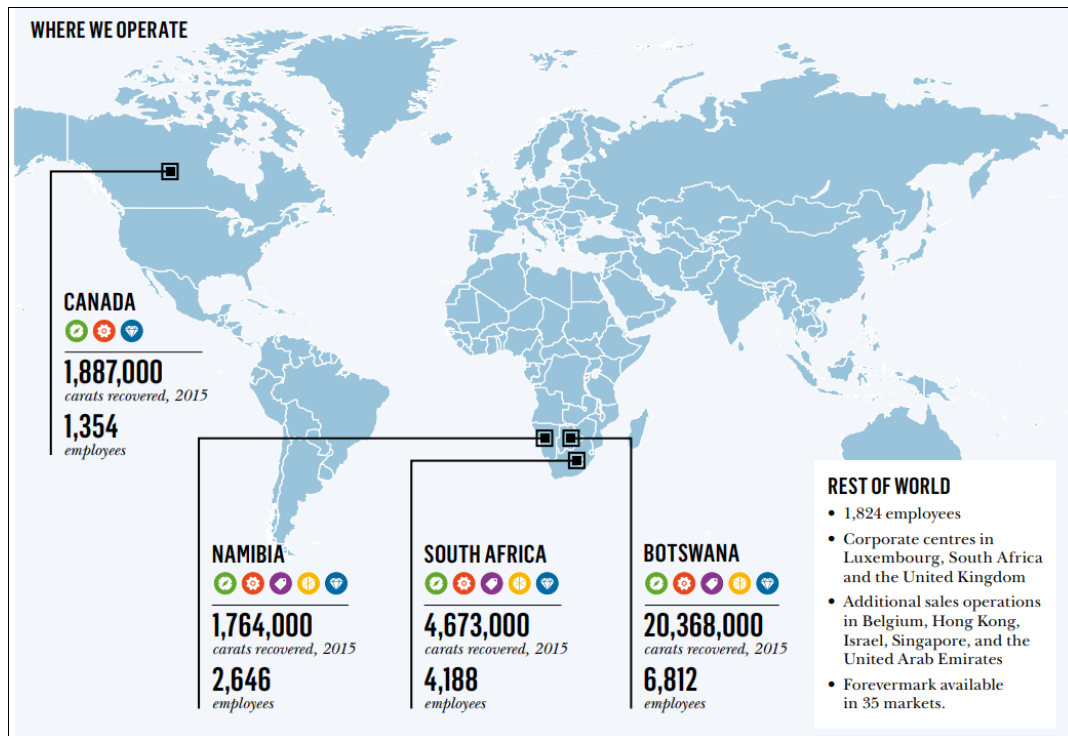 WHERE WE OPERATE
CANADA
1,887,000
carats recovered, 2015
1,354
employees
NAMIBIA
1,764,000
carats recovered, 2015
2,646
employees
SOUTH AFRICA
4,673,000
carats recovered, 2015
4,188
employees
BOTSWANA
20,368,000
carats recovered, 2015
6,812
employees
REST OF WORLD
• 1,824 employees
• Corporate centres in
Luxembourg, South Africa
and the United Kingdom
• Additional sales operations
in Belgium, Hong Kong,
Israel, Singapore, and the
United Arab Emirates
• Forevermark available
in 35 markets.